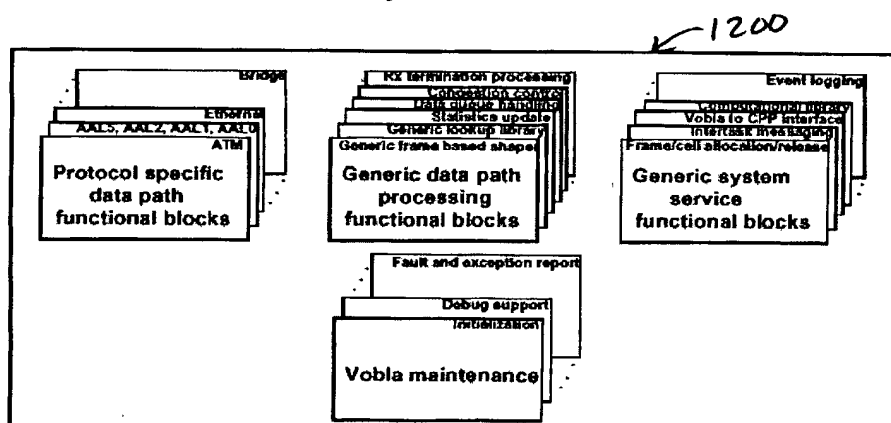 1200
Bridge
Ethernet
AAL5, AAL2, AAL1, AAL0
ATM
Protocol specific
data path
functional blocks
Rx termination processing
Congestion control
Data queue handling
Statistics update
Generic lookup library
Generic frame based shaper
Generic data path
processing
functional blocks
Event logging
Computational library
Vobla to CPP interface
Intertask messaging
Frame/cell allocation/release
Generic system
service
functional blocks
Fault and exception report
Debug support
Initialization
Vobla maintenance